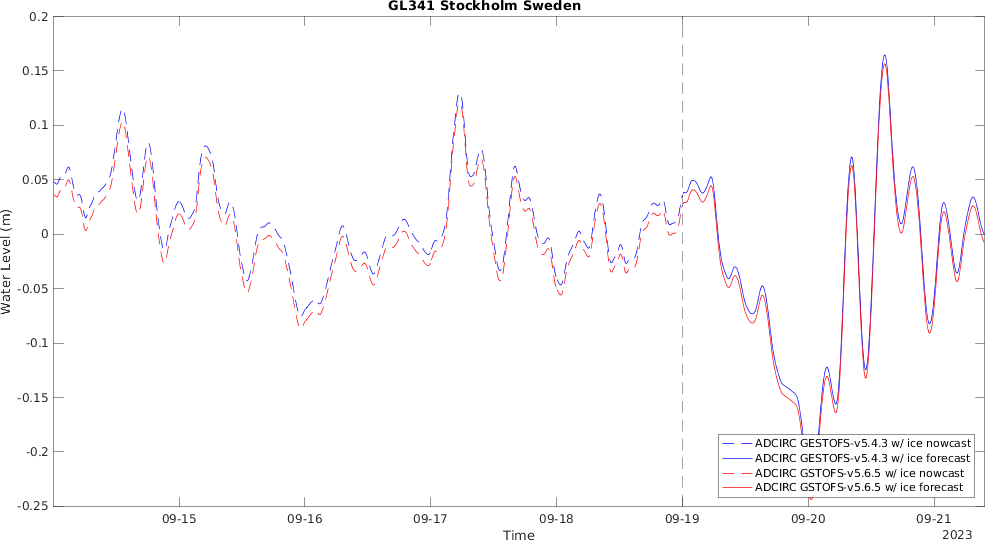 GL341 Stockholm Sweden
0.2
0.15
0.1
0.05
0
-0.05
-0.1
-0.15
-0.2
-0.25
Water Level (m)
ADCIRC GESTOFS-v5.4.3 w/ ice nowcast
ADCIRC GESTOFS-v5.4.3 w/ ice forecast
ADCIRC GSTOFS-v5.6.5 w/ ice nowcast
ADCIRC GSTOFS-v5.6.5 w/ ice forecast
09-15 09-16 09-17 09-18 09-19 09-20 09-21
Time
2023